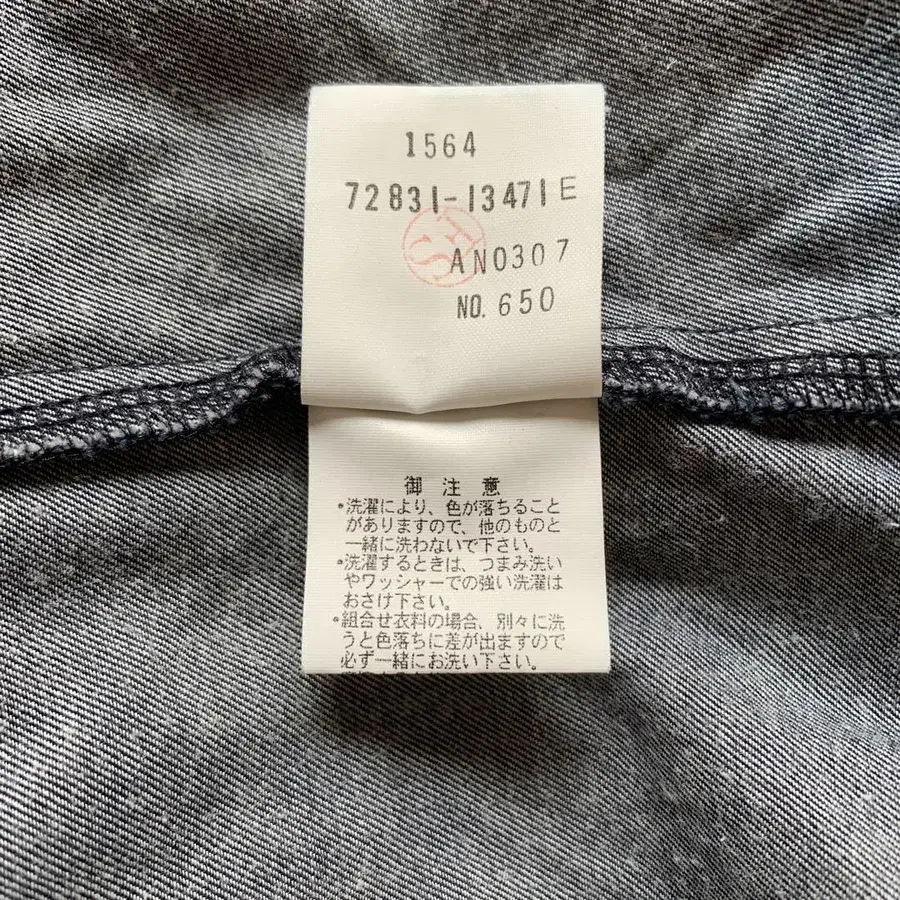 1564
72831-13471E
HS
AN0307
NO. 650
御注意
*洗濯により、色が落ちること
がありますので、他のものと
一緒に洗わないで下さい。
*洗濯するときは、つまみ洗い
やワッシャーでの強い洗濯は
おさけ下さい。
*組合せ衣料の場合、別々に洗
うと色落ちに差が出ますので
必ず一緒にお洗い下さい。